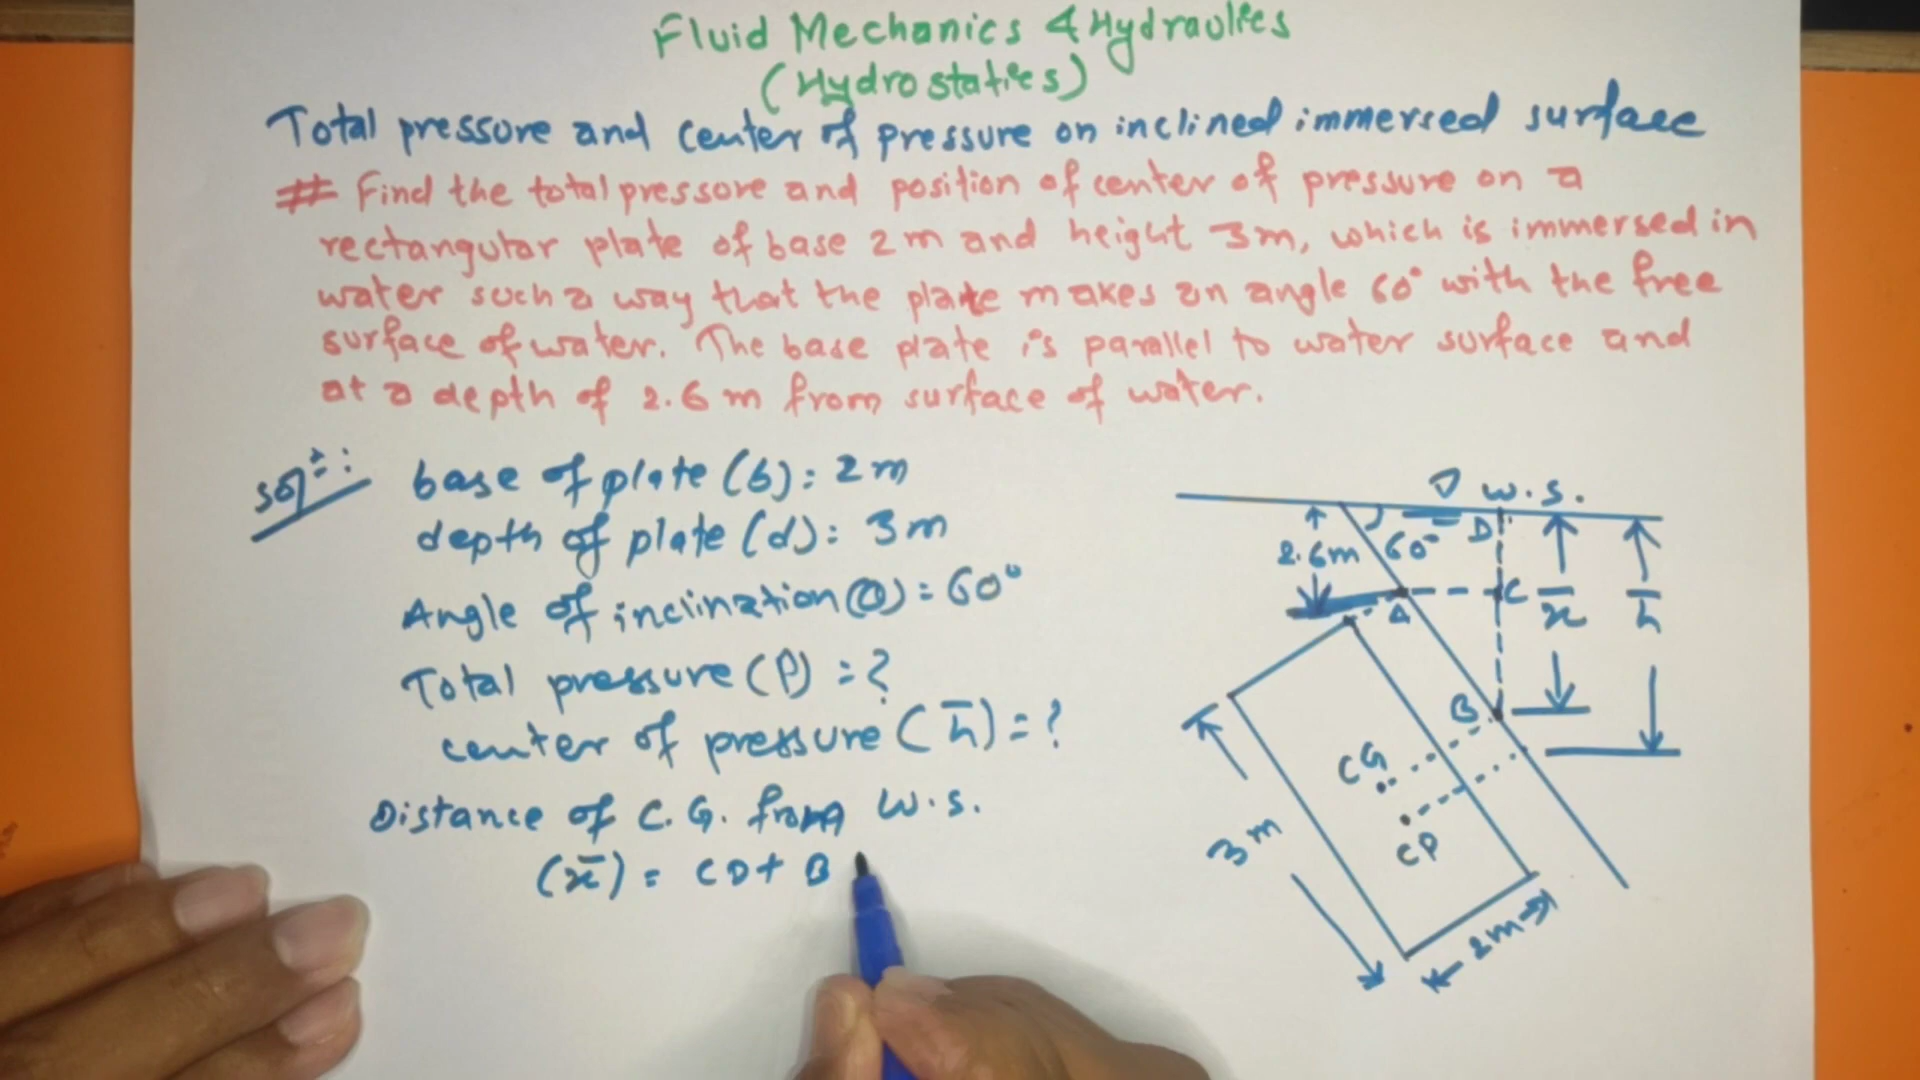 Fluid Mechanics & Hydraulics
(Hydrostatics)
Total pressure and center of pressure on inclined immersed surface
# Find the total pressure and position of center of pressure on a
rectangular plate of base 2m and height 3m, which is immersed in
water such a way that the plate makes an angle 60° with the free
surface of water. The base plate is parallel to water surface and
at a depth of 2.6 m from surface of water.
solⁿ:
base of plate (b) = 2m
depth of plate (d) = 3m
Angle of inclination (θ) = 60°
Total pressure (P) = ?
center of pressure (h̄) = ?
Distance of C.G. from W.S.
(x̄) = CD + B
▽ W.S.
2.6m
60°
D
A
C
x̄
h̄
B
CG
CP
3m
2m